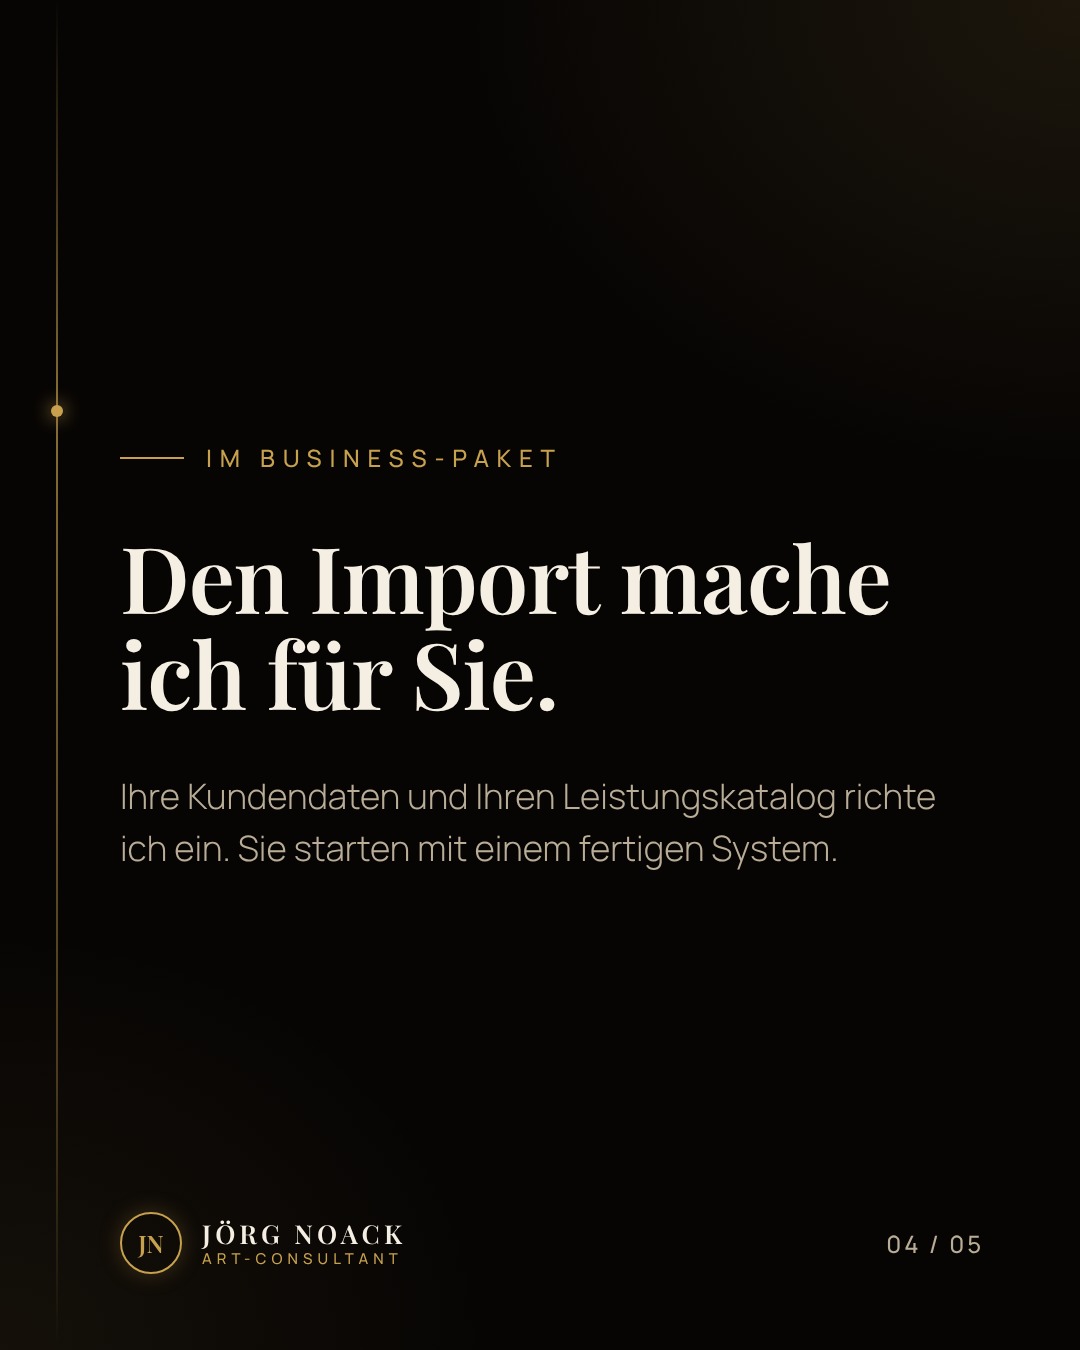 IM BUSINESS-PAKET
Den Import mache
ich für Sie.
Ihre Kundendaten und Ihren Leistungskatalog richte
ich ein. Sie starten mit einem fertigen System.
JN
JÖRG NOACK
ART-CONSULTANT
04 / 05